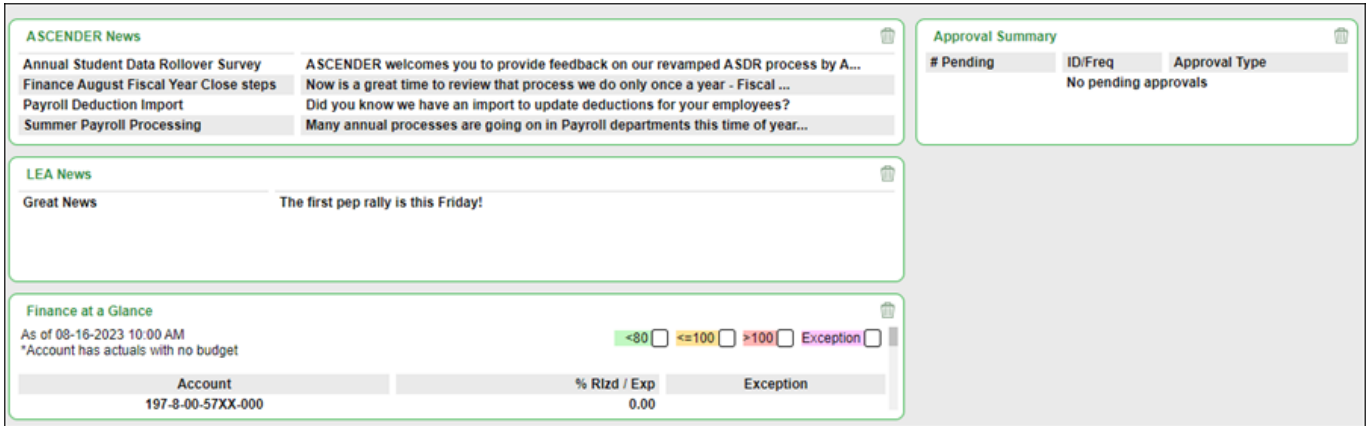 ASCENDER News
Annual Student Data Rollover Survey ASCENDER welcomes you to provide feedback on our revamped ASDR process by A...
Finance August Fiscal Year Close steps Now is a great time to review that process we do only once a year - Fiscal ...
Payroll Deduction Import Did you know we have an import to update deductions for your employees?
Summer Payroll Processing Many annual processes are going on in Payroll departments this time of year...
Approval Summary
# Pending ID/Freq Approval Type
No pending approvals
LEA News
Great News The first pep rally is this Friday!
Finance at a Glance
As of 08-16-2023 10:00 AM
*Account has actuals with no budget
<80 <=100 >100 Exception
Account % Rlzd / Exp Exception
197-8-00-57XX-000 0.00